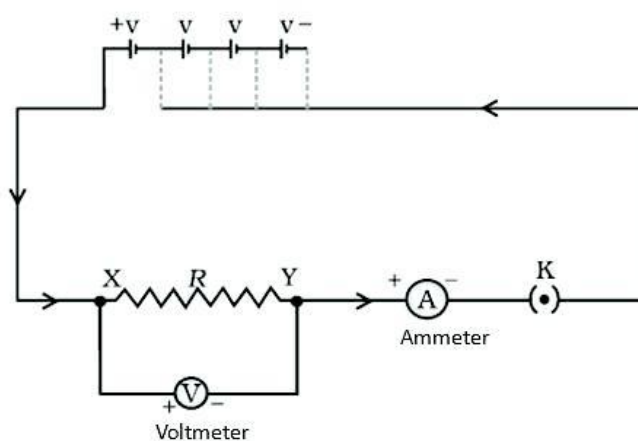 +v v v v-
X R Y + - K
A
Ammeter
+ V -
Voltmeter